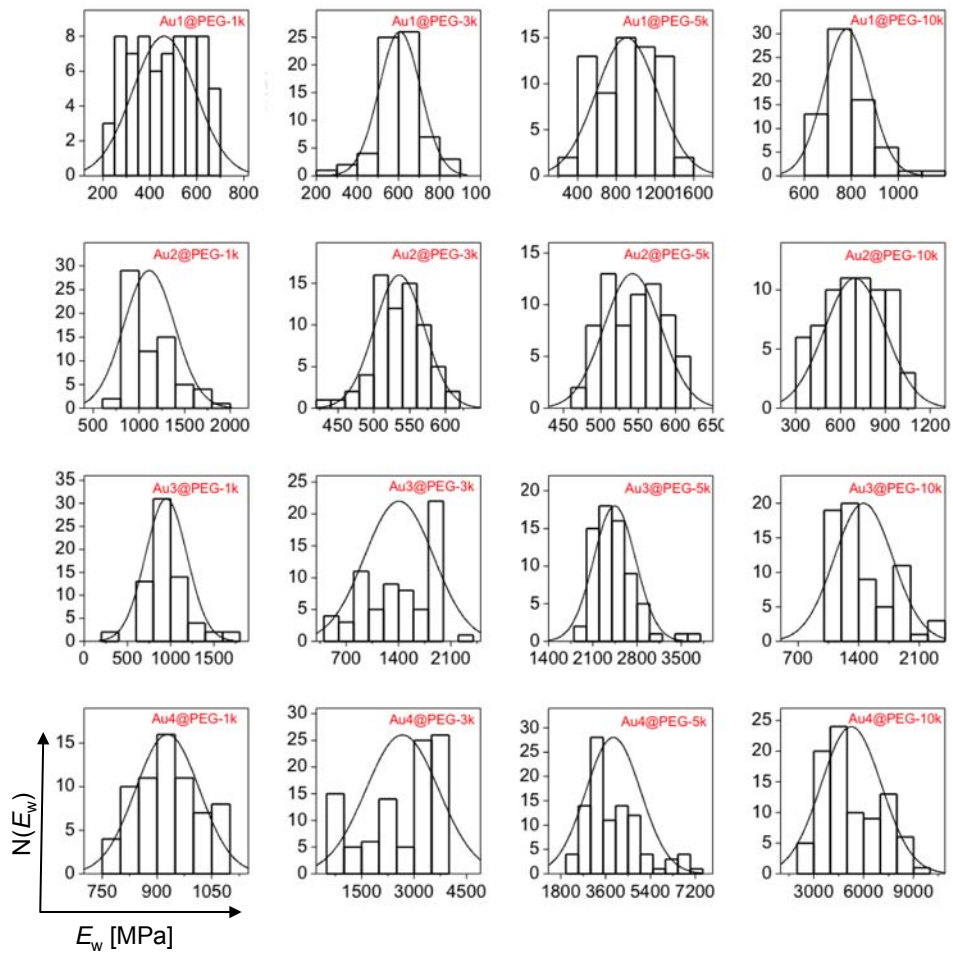 Au1@PEG-1k
8
6
4
2
0
200 400 600 800
Au1@PEG-3k
25
20
15
10
5
0
200 400 600 800 100
Au1@PEG-5k
15
10
5
0
400 800 1200 1600
Au1@PEG-10k
30
25
20
15
10
5
0
600 800 1000
Au2@PEG-1k
30
25
20
15
10
5
0
500 1000 1500 2000
Au2@PEG-3k
15
10
5
0
450 500 550 600
Au2@PEG-5k
15
10
5
0
450 500 550 600 650
Au2@PEG-10k
10
5
0
300 600 900 1200
Au3@PEG-1k
35
30
25
20
15
10
5
0
0 500 1000 1500
Au3@PEG-3k
25
20
15
10
5
0
700 1400 2100
Au3@PEG-5k
20
15
10
5
0
1400 2100 2800 3500
Au3@PEG-10k
20
15
10
5
0
700 1400 2100
Au4@PEG-1k
15
10
5
0
750 900 1050
Au4@PEG-3k
30
25
20
15
10
5
0
1500 3000 4500
Au4@PEG-5k
30
25
20
15
10
5
0
1800 3600 5400 7200
Au4@PEG-10k
25
20
15
10
5
0
3000 6000 9000
N(Ew)
Ew [MPa]